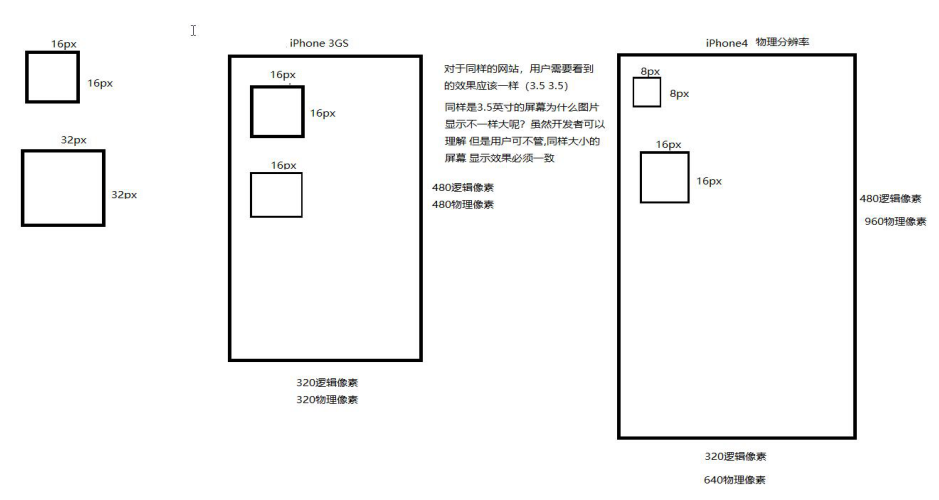 16px
16px
32px
32px
iPhone 3GS
16px
16px
16px
480逻辑像素
480物理像素
320逻辑像素
320物理像素
对于同样的网站，用户需要看到
的效果应该一样（3.5 3.5）
同样是3.5英寸的屏幕为什么图片
显示不一样大呢？虽然开发者可以
理解 但是用户可不管,同样大小的
屏幕 显示效果必须一致
iPhone4 物理分辨率
8px
8px
16px
16px
480逻辑像素
960物理像素
320逻辑像素
640物理像素